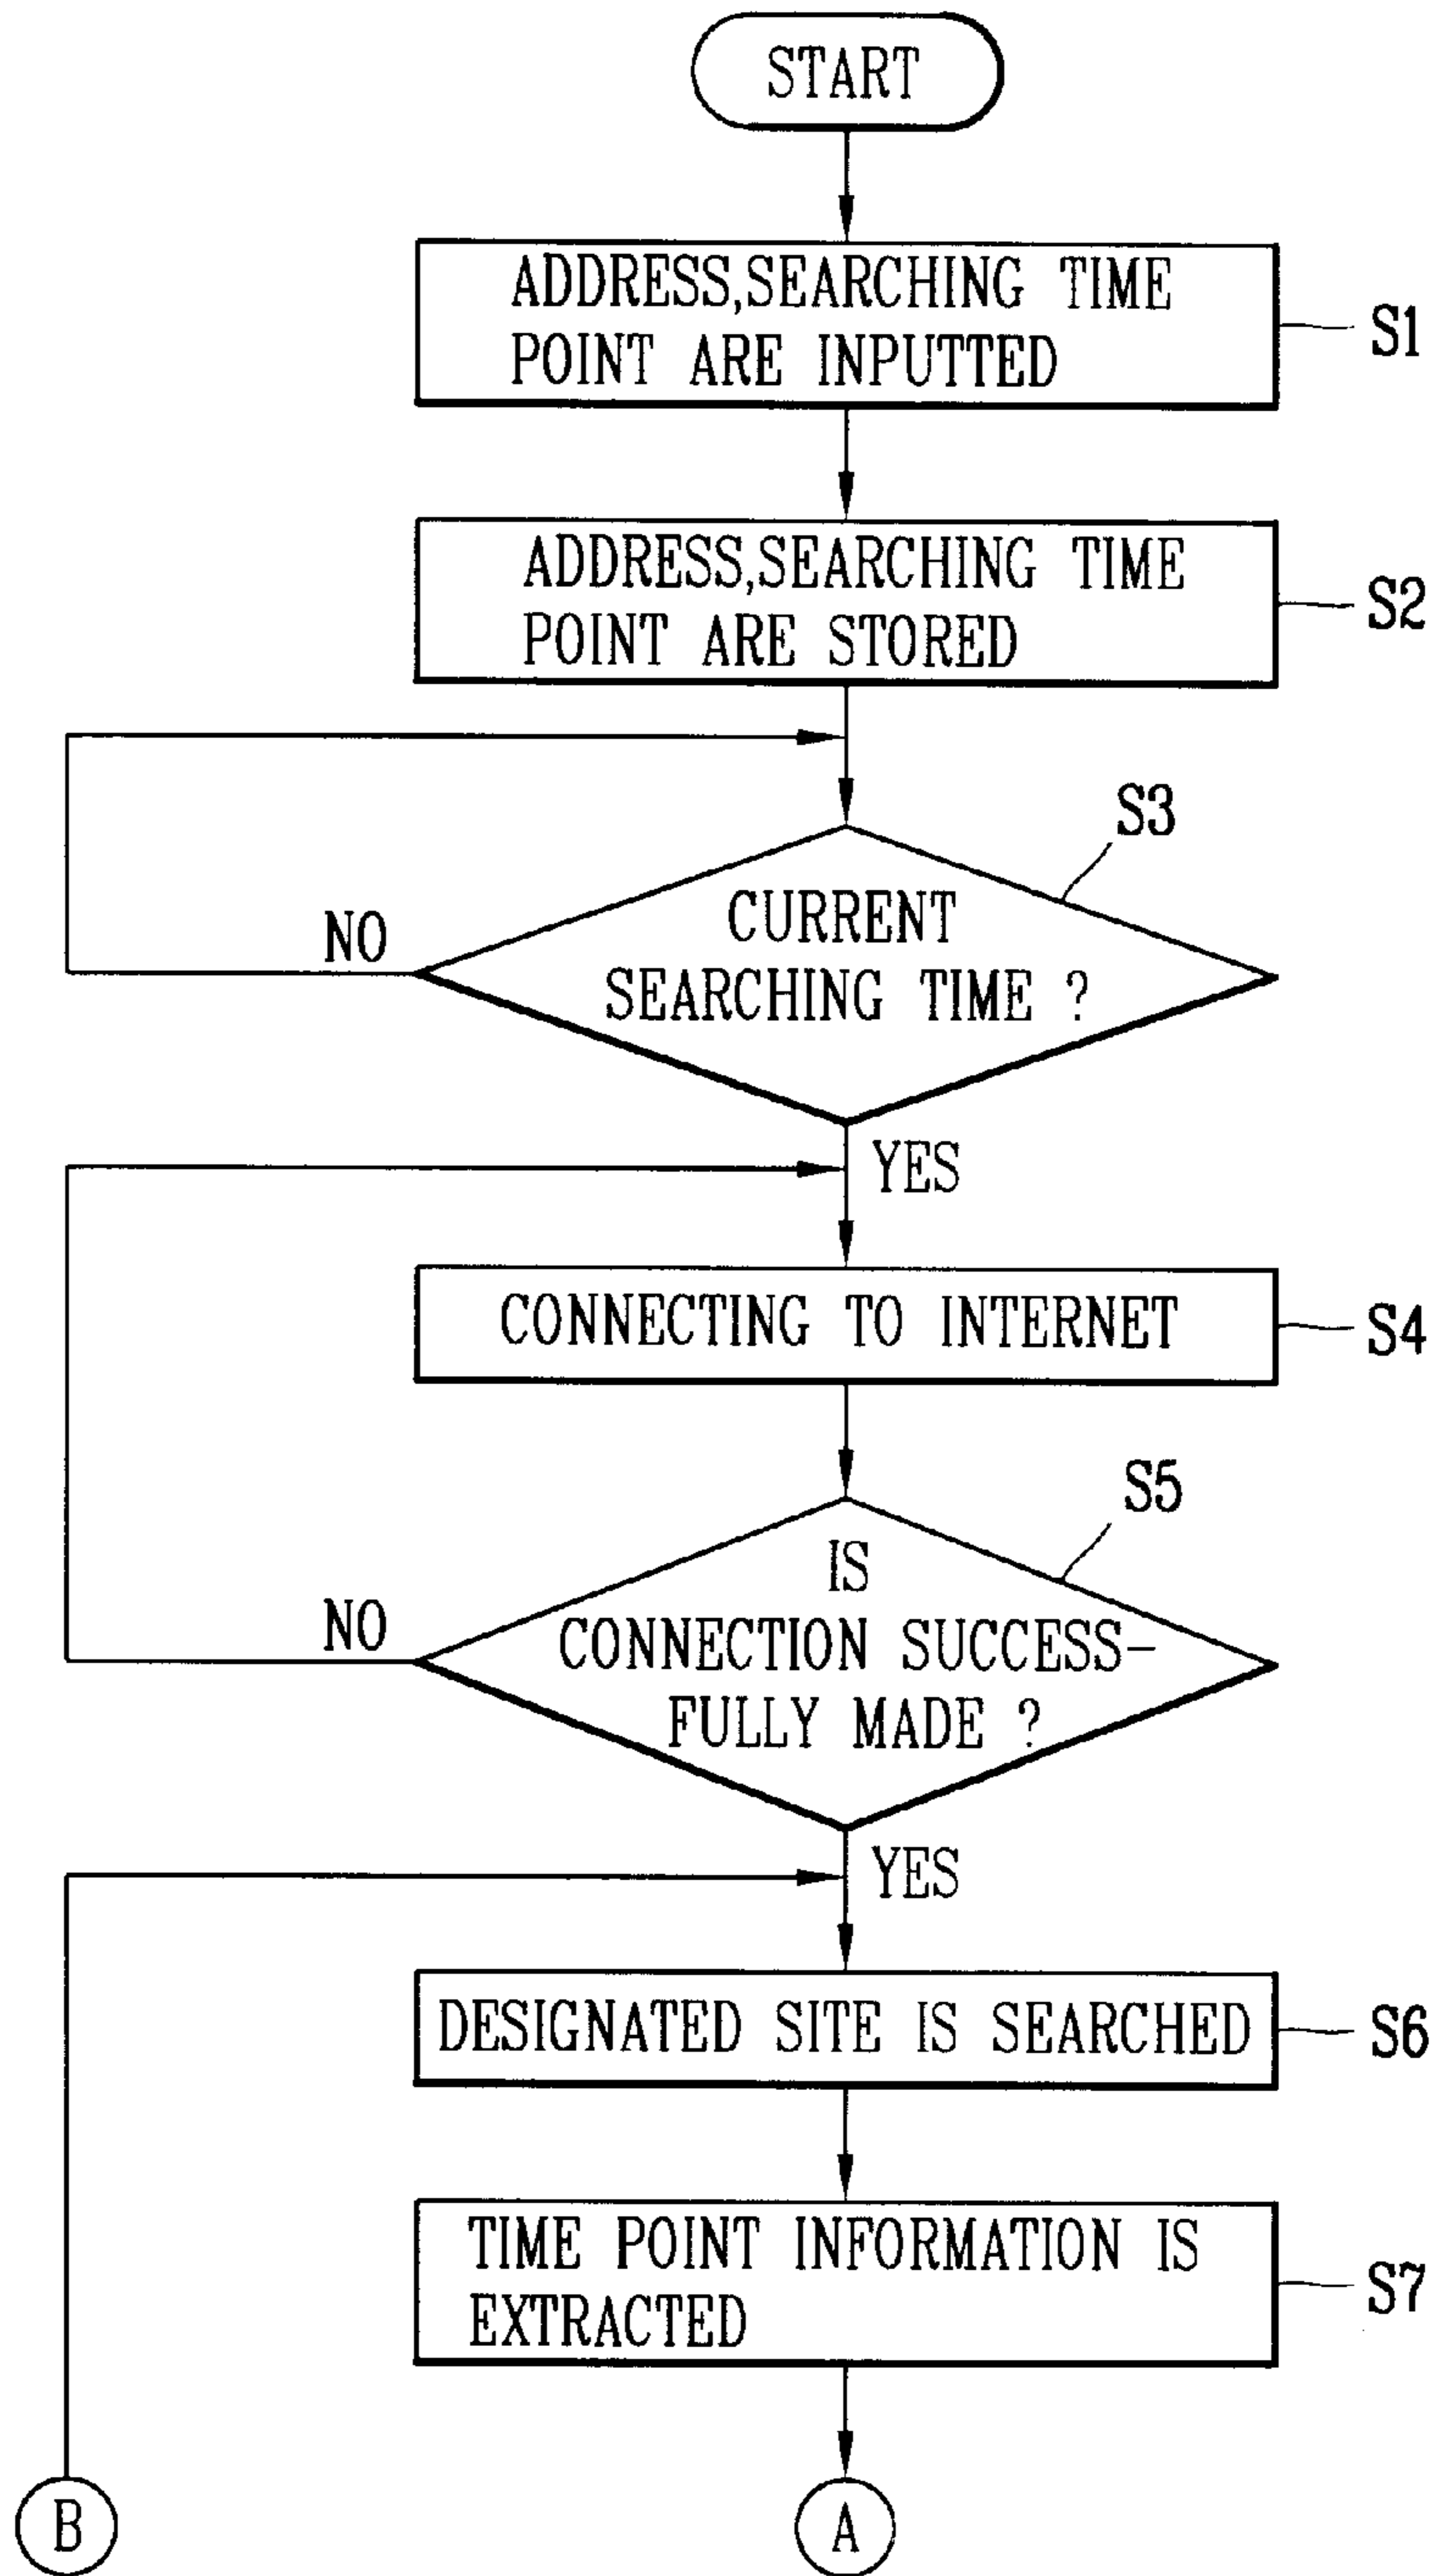 START
ADDRESS,SEARCHING TIME
POINT ARE INPUTTED
S1
ADDRESS,SEARCHING TIME
POINT ARE STORED
S2
S3
CURRENT
SEARCHING TIME ?
NO
YES
CONNECTING TO INTERNET
S4
S5
IS
CONNECTION SUCCESS-
FULLY MADE ?
NO
YES
DESIGNATED SITE IS SEARCHED
S6
TIME POINT INFORMATION IS
EXTRACTED
S7
B
A